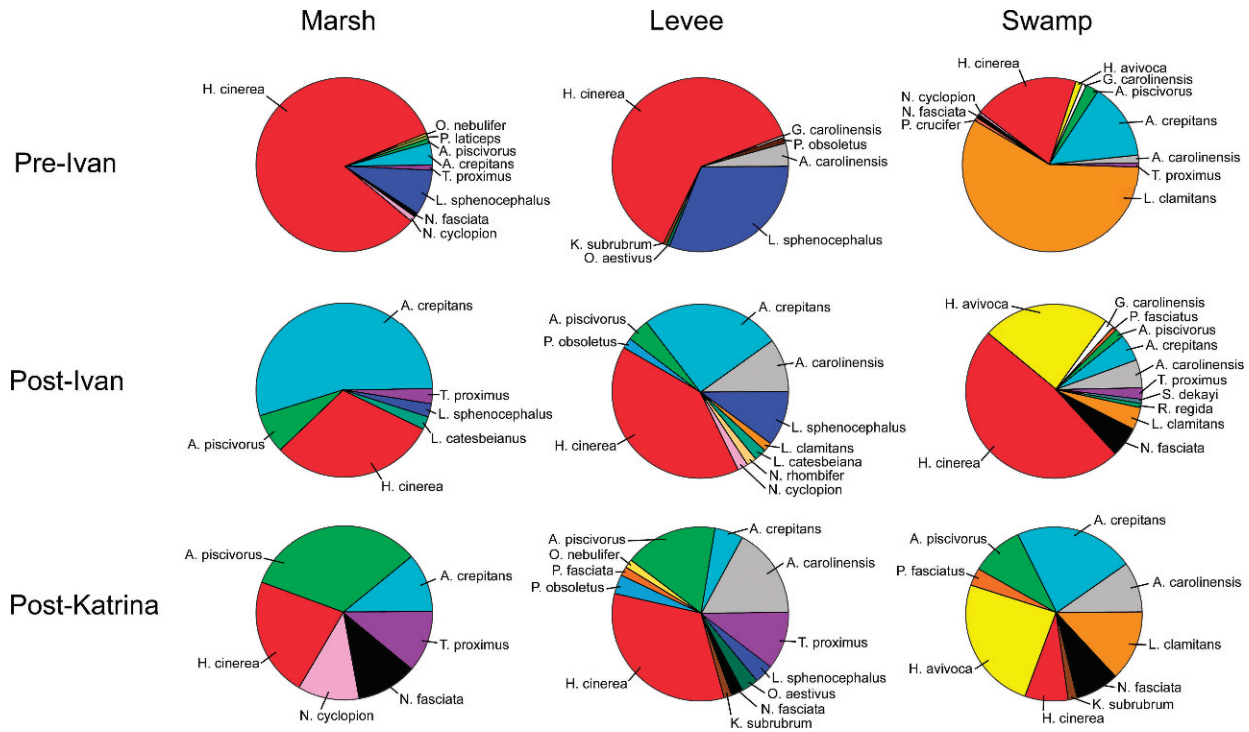 Marsh
Levee
Swamp
Pre-Ivan
H. cinerea
O. nebulifer
P. laticeps
A. piscivorus
A. crepitans
T. proximus
L. sphenocephalus
N. fasciata
N. cyclopion
H. cinerea
G. carolinensis
P. obsoletus
A. carolinensis
L. sphenocephalus
K. subrubrum
O. aestivus
H. cinerea
H. avivoca
G. carolinensis
A. piscivorus
N. cyclopion
N. fasciata
P. crucifer
A. crepitans
A. carolinensis
T. proximus
L. clamitans
Post-Ivan
A. crepitans
T. proximus
L. sphenocephalus
L. catesbeianus
A. piscivorus
H. cinerea
A. crepitans
A. piscivorus
P. obsoletus
A. carolinensis
H. cinerea
L. sphenocephalus
L. clamitans
L. catesbeiana
N. rhombifer
N. cyclopion
H. avivoca
G. carolinensis
P. fasciatus
A. piscivorus
A. crepitans
A. carolinensis
T. proximus
S. dekayi
R. regida
L. clamitans
N. fasciata
H. cinerea
Post-Katrina
A. piscivorus
A. crepitans
T. proximus
H. cinerea
N. fasciata
N. cyclopion
A. piscivorus
A. crepitans
O. nebulifer
P. fasciata
P. obsoletus
A. carolinensis
T. proximus
H. cinerea
L. sphenocephalus
O. aestivus
N. fasciata
K. subrubrum
A. crepitans
A. piscivorus
P. fasciatus
A. carolinensis
L. clamitans
H. avivoca
N. fasciata
K. subrubrum
H. cinerea